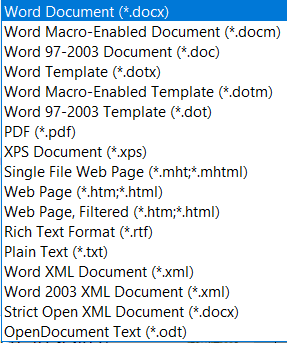 Word Document (*.docx)
Word Macro-Enabled Document (*.docm)
Word 97-2003 Document (*.doc)
Word Template (*.dotx)
Word Macro-Enabled Template (*.dotm)
Word 97-2003 Template (*.dot)
PDF (*.pdf)
XPS Document (*.xps)
Single File Web Page (*.mht;*.mhtml)
Web Page (*.htm;*.html)
Web Page, Filtered (*.htm;*.html)
Rich Text Format (*.rtf)
Plain Text (*.txt)
Word XML Document (*.xml)
Word 2003 XML Document (*.xml)
Strict Open XML Document (*.docx)
OpenDocument Text (*.odt)